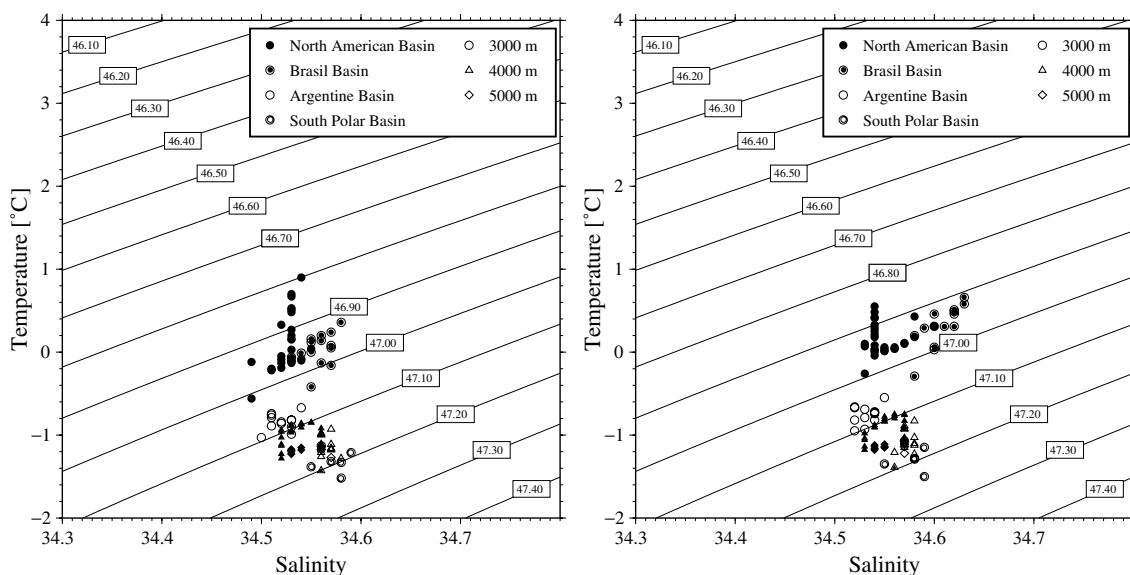 4
3
2
1
0
−1
−2
Temperature [˚C]
34.3
34.4
34.5
34.6
34.7
Salinity
46.10
46.20
46.30
46.40
46.50
46.60
46.70
46.90
47.00
47.10
47.20
47.30
47.40
North American Basin
3000 m
Brasil Basin
4000 m
Argentine Basin
5000 m
South Polar Basin
4
3
2
1
0
−1
−2
Temperature [˚C]
34.3
34.4
34.5
34.6
34.7
Salinity
46.10
46.20
46.30
46.40
46.50
46.60
46.70
46.80
47.00
47.10
47.20
47.30
47.40
North American Basin
3000 m
Brasil Basin
4000 m
Argentine Basin
5000 m
South Polar Basin